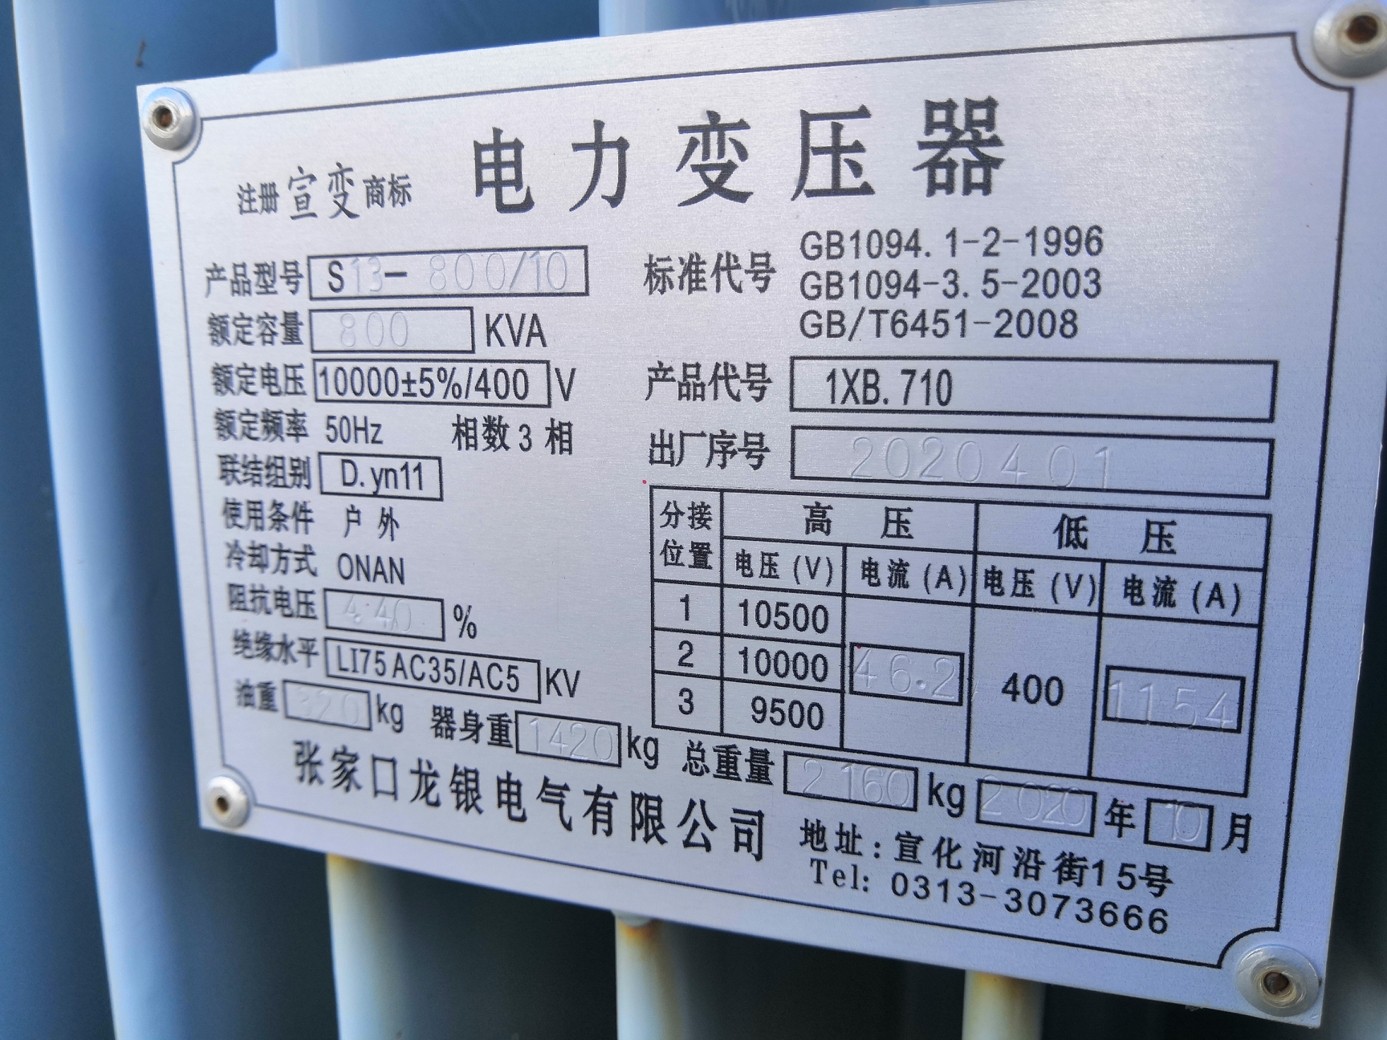 注册 宣变 商标
电力变压器
产品型号 S13-800/10
标准代号 GB1094.1-2-1996
GB1094-3.5-2003
GB/T6451-2008
额定容量 800 KVA
额定电压 10000±5%/400 V
产品代号 1XB.710
额定频率 50Hz 相数 3 相
出厂序号 2020401
联结组别 D.yn11
使用条件 户外
冷却方式 ONAN
阻抗电压 4.40 %
绝缘水平 LI75AC35/AC5 KV
分接位置 高压 低压
电压(V) 电流(A) 电压(V) 电流(A)
1 10500
2 10000 46.2 400 1154
3 9500
油重 320 kg 器身重 1420 kg 总重量 2160 kg 2020 年 10 月
张家口龙银电气有限公司
地址:宣化河沿街15号
Tel: 0313-3073666